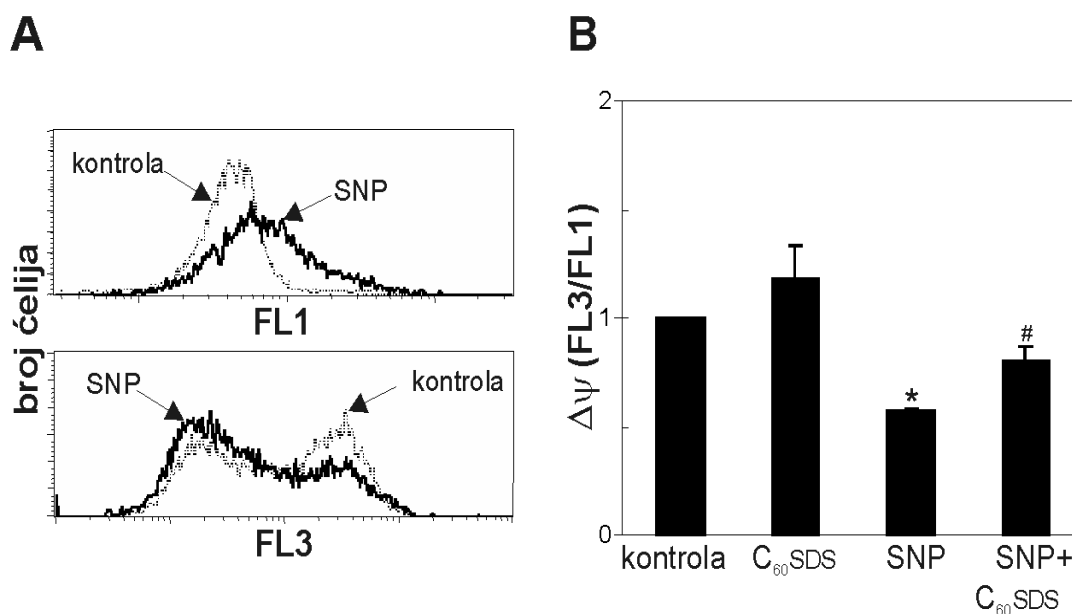 A
kontrola
SNP
FL1
SNP
kontrola
FL3
broj ćelija
B
2
1
0
Δψ (FL3/FL1)
*
#
kontrola
C₆₀SDS
SNP
SNP+
C₆₀SDS